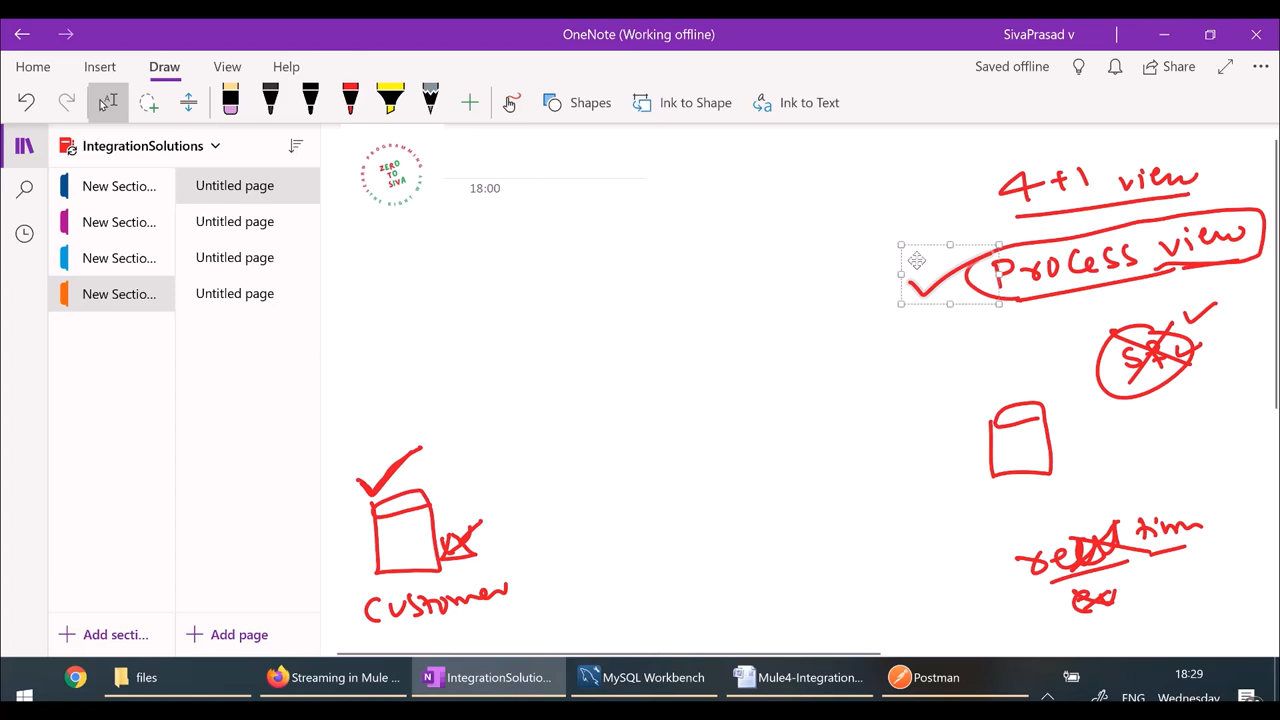 OneNote (Working offline)
SivaPrasad v
Home
Insert
Draw
View
Help
Saved offline
Share
Shapes
Ink to Shape
Ink to Text
IntegrationSolutions
New Sectio...
New Sectio...
New Sectio...
New Sectio...
Untitled page
Untitled page
Untitled page
Untitled page
ZERO
TO
SIVA
18:00
4+1 view
Process view
customer
time
Add secti...
Add page
files
Streaming in Mule ...
IntegrationSolutio...
MySQL Workbench
Mule4-Integration...
Postman
ENG
18:29
Wednesday